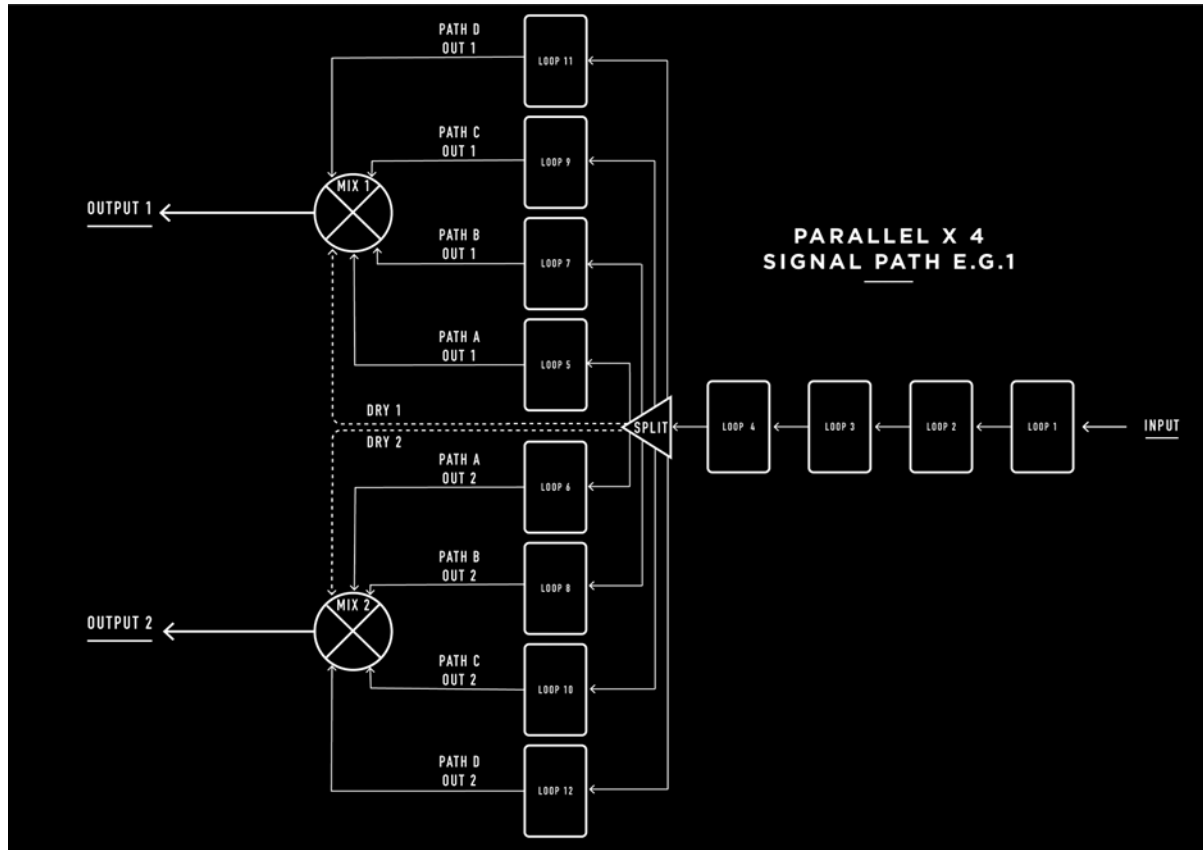 PATH D
OUT 1
LOOP 11
PATH C
OUT 1
LOOP 9
MIX 1
OUTPUT 1
PATH B
OUT 1
LOOP 7
PARALLEL X 4
SIGNAL PATH E.G.1
PATH A
OUT 1
LOOP 5
DRY 1
DRY 2
SPLIT
LOOP 4
LOOP 3
LOOP 2
LOOP 1
INPUT
PATH A
OUT 2
LOOP 6
PATH B
OUT 2
LOOP 8
MIX 2
OUTPUT 2
PATH C
OUT 2
LOOP 10
PATH D
OUT 2
LOOP 12